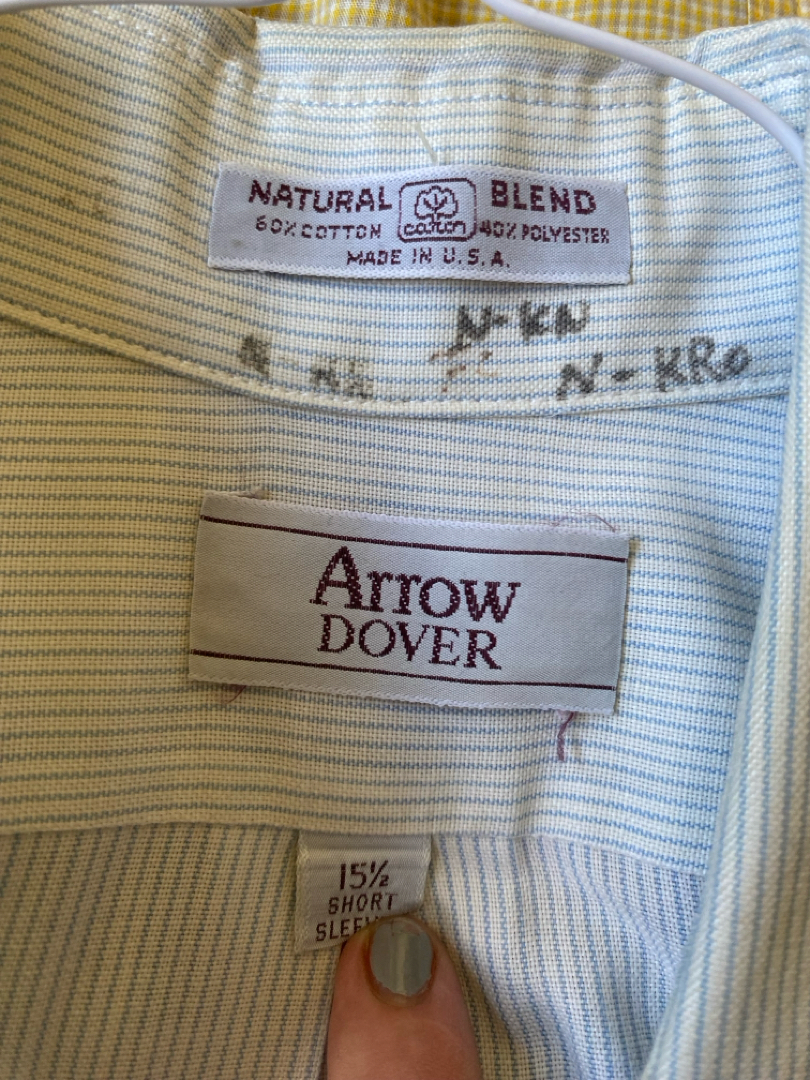 NATURAL cotton BLEND
60% COTTON 40% POLYESTER
MADE IN U.S.A.
N-KN
N - KRO
Arrow
DOVER
15½
SHORT